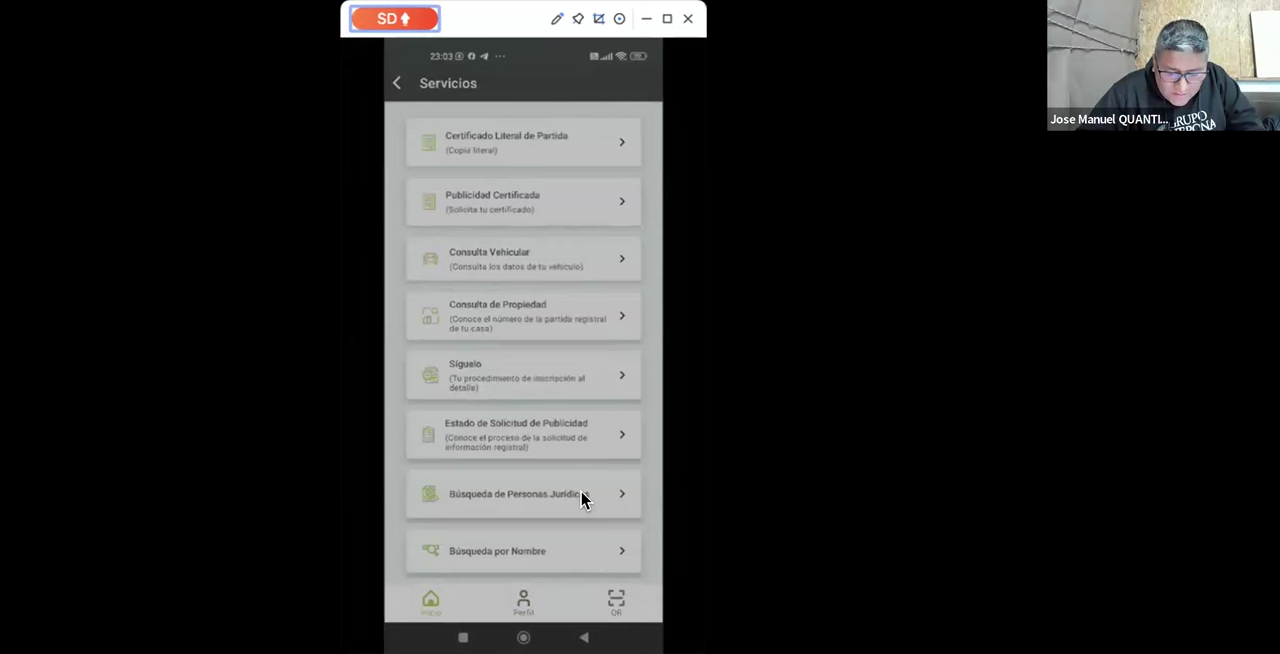 SD
23:03
Servicios
Certificado Literal de Partida
(Copia literal)
Publicidad Certificada
(Solicita tu certificado)
Consulta Vehicular
(Consulta los datos de tu vehículo)
Consulta de Propiedad
(Conoce el número de la partida registral
de tu casa)
Síguelo
(Tu procedimiento de inscripción al
detalle)
Estado de Solicitud de Publicidad
(Conoce el proceso de la solicitud de
información registral)
Búsqueda de Personas
Búsqueda por Nombre
Inicio
Perfil
QR
Jose Manuel QUANTI...
GRUPO